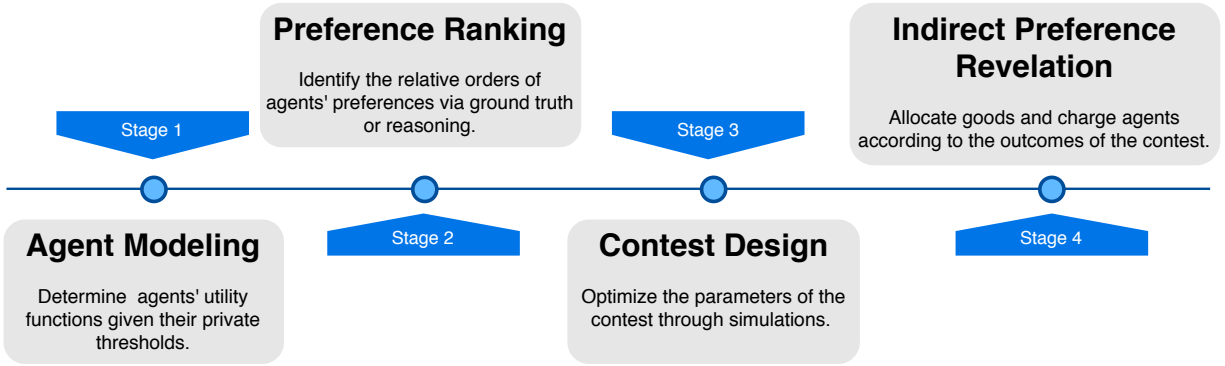 Stage 1
Agent Modeling
Determine agents' utility
functions given their private
thresholds.
Preference Ranking
Identify the relative orders of
agents' preferences via ground truth
or reasoning.
Stage 2
Stage 3
Contest Design
Optimize the parameters of the
contest through simulations.
Indirect Preference
Revelation
Allocate goods and charge agents
according to the outcomes of the contest.
Stage 4